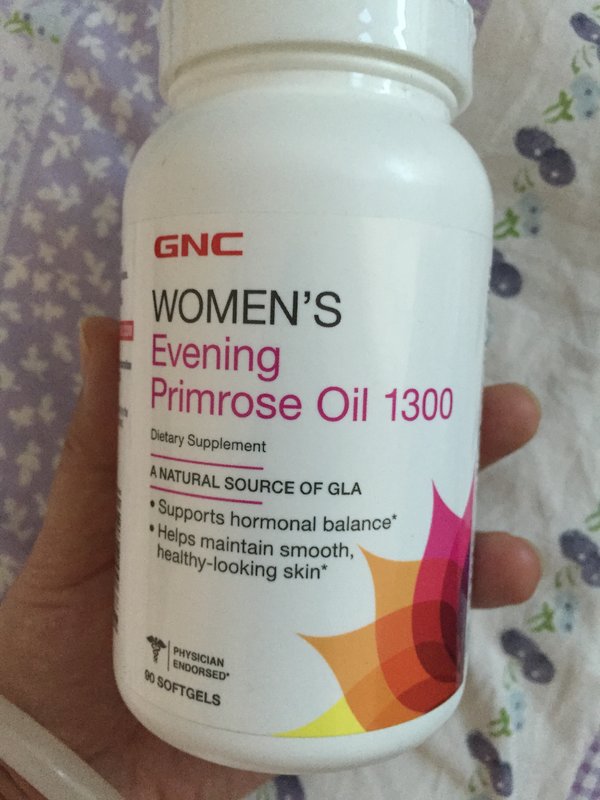 GNC
WOMEN'S
Evening
Primrose Oil 1300
Dietary Supplement
A NATURAL SOURCE OF GLA
• Supports hormonal balance*
• Helps maintain smooth,
healthy-looking skin*
PHYSICIAN
ENDORSED*
90 SOFTGELS